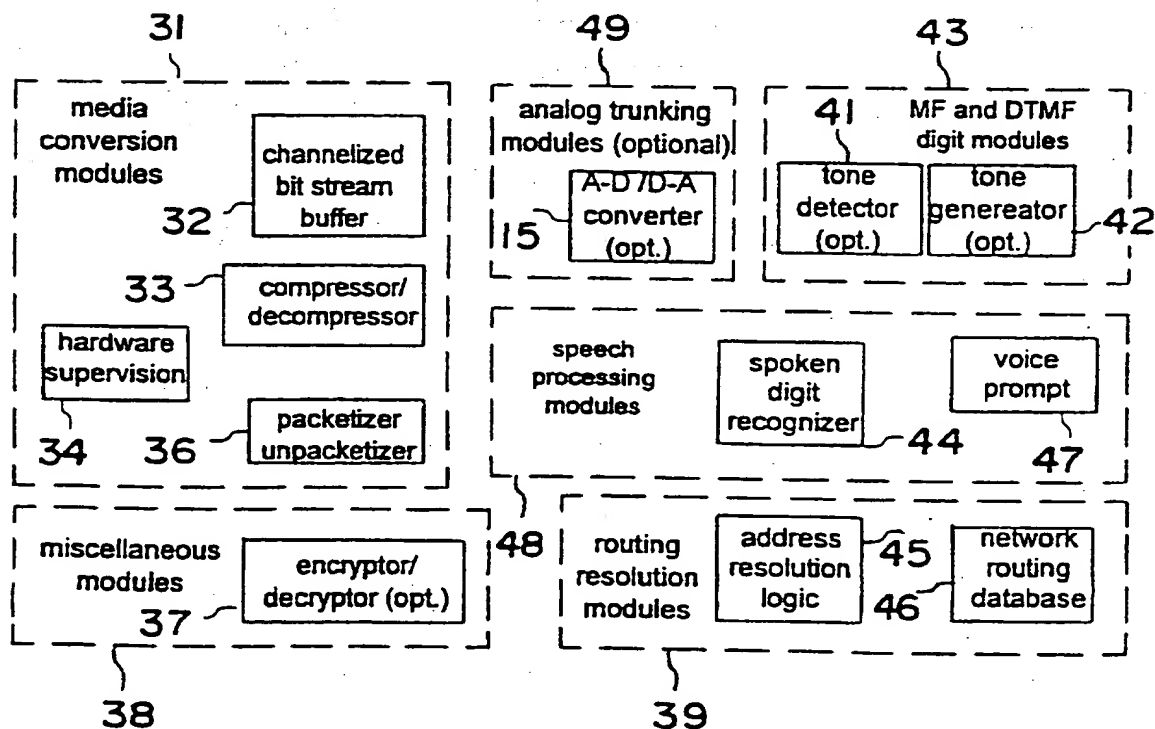 31
media
conversion
modules
channelized
bit stream
buffer
32
33
compressor/
decompressor
hardware
supervision
34
36
packetizer
unpacketizer
49
analog trunking
modules (optional)
A-D /D-A
converter
(opt.)
15
43
41
MF and DTMF
digit modules
tone
detector
(opt.)
tone
genereator
(opt.)
42
speech
processing
modules
spoken
digit
recognizer
44
voice
prompt
47
48
miscellaneous
modules
encryptor/
decryptor (opt.)
37
38
routing
resolution
modules
address
resolution
logic
45
46
network
routing
database
39